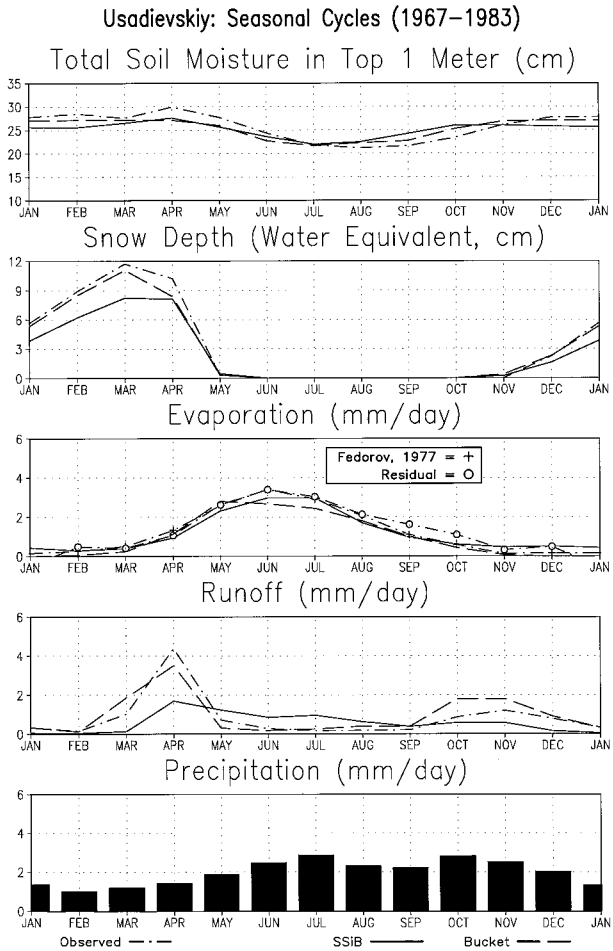 Usadievskiy: Seasonal Cycles (1967–1983)
Total Soil Moisture in Top 1 Meter (cm)
35
30
25
20
15
10
JAN FEB MAR APR MAY JUN JUL AUG SEP OCT NOV DEC JAN
Snow Depth (Water Equivalent, cm)
12
9
6
3
0
JAN FEB MAR APR MAY JUN JUL AUG SEP OCT NOV DEC JAN
Evaporation (mm/day)
6
4
2
0
Fedorov, 1977 = +
Residual = o
JAN FEB MAR APR MAY JUN JUL AUG SEP OCT NOV DEC JAN
Runoff (mm/day)
6
4
2
0
JAN FEB MAR APR MAY JUN JUL AUG SEP OCT NOV DEC JAN
Precipitation (mm/day)
6
4
2
0
JAN FEB MAR APR MAY JUN JUL AUG SEP OCT NOV DEC JAN
Observed SSiB Bucket